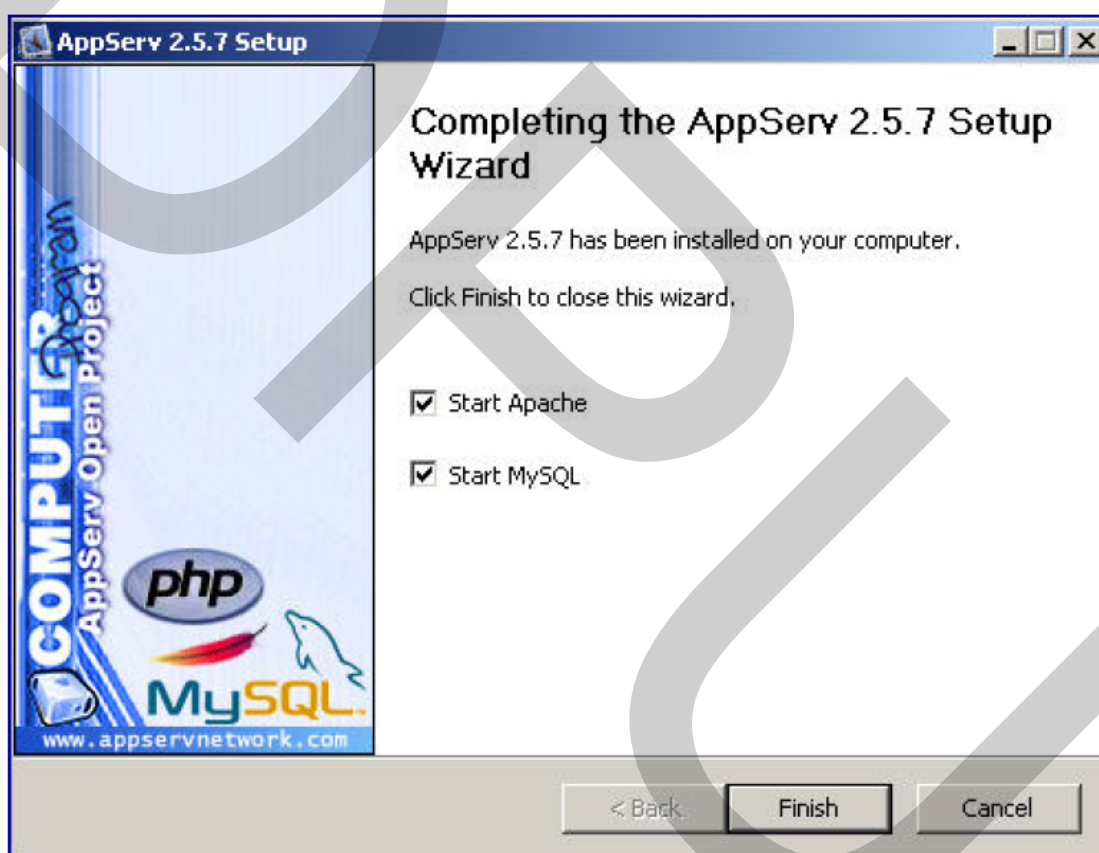 AppServ 2.5.7 Setup
Completing the AppServ 2.5.7 Setup
Wizard
AppServ 2.5.7 has been installed on your computer.
Click Finish to close this wizard.
Start Apache
Start MySQL
COMPUTER
Program
AppServ Open Project
php
MySQL
www.appservnetwork.com
< Back
Finish
Cancel